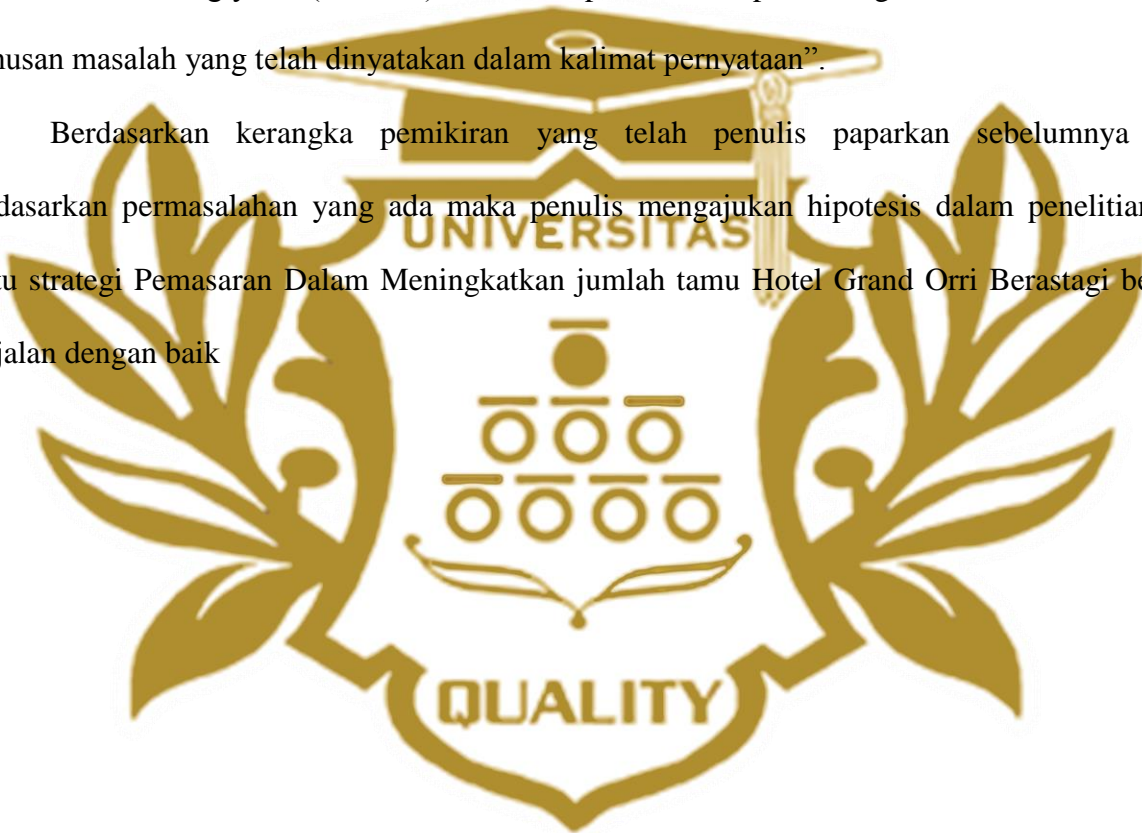 musan masalah yang telah dinyatakan dalam kalimat pernyataan”.
Berdasarkan kerangka pemikiran yang telah penulis paparkan sebelumnya
dasarkan permasalahan yang ada maka penulis mengajukan hipotesis dalam penelitian
tu strategi Pemasaran Dalam Meningkatkan jumlah tamu Hotel Grand Orri Berastagi be
jalan dengan baik
UNIVERSITAS
QUALITY